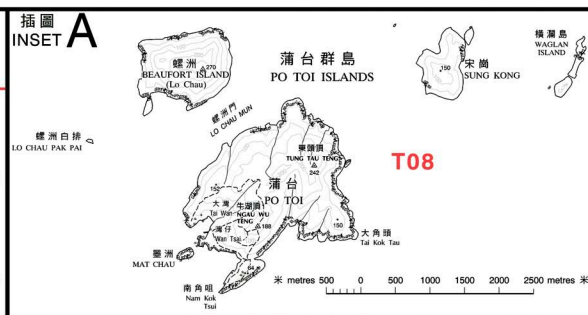 插圖
INSET A
螺洲
270
BEAUFORT ISLAND
(Lo Chau)
蒲台群島
PO TOI ISLANDS
宋崗
SUNG KONG
150
橫瀾島
WAGLAN
ISLAND
螺洲門
LO CHAU MUN
螺洲白排
LO CHAU PAK PAI
東頭頂
TUNG TAU TENG
242
T08
蒲台
PO TOI
152
大灣
Tai Wan
牛湖頂
NGAU WU
TENG
188
灣仔
Wan Tsai
150
大角頭
Tai Kok Tau
墨洲
MAT CHAU
南角咀
Nam Kok
Tsui
米 metres 500 0 500 1000 1500 2000 2500 metres 米